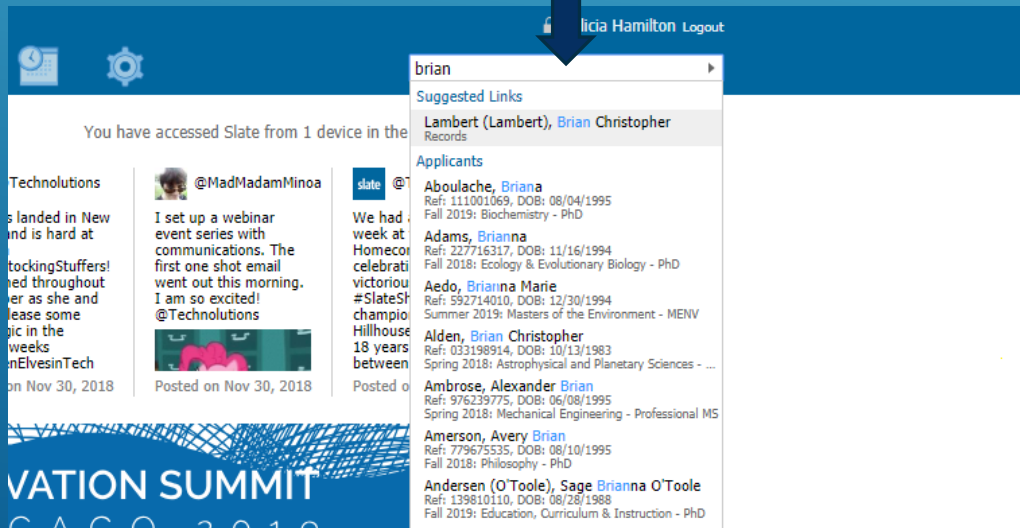 licia Hamilton Logout
brian
Suggested Links
Lambert (Lambert), Brian Christopher
Records
Applicants
Aboulache, Briana
Ref: 111001069, DOB: 08/04/1995
Fall 2019: Biochemistry - PhD
Adams, Brianna
Ref: 227716317, DOB: 11/16/1994
Fall 2018: Ecology & Evolutionary Biology - PhD
Aedo, Brianna Marie
Ref: 592714010, DOB: 12/30/1994
Summer 2019: Masters of the Environment - MENV
Alden, Brian Christopher
Ref: 033198914, DOB: 10/13/1983
Spring 2018: Astrophysical and Planetary Sciences - ...
Ambrose, Alexander Brian
Ref: 976239775, DOB: 06/08/1995
Spring 2018: Mechanical Engineering - Professional MS
Amerson, Avery Brian
Ref: 779675535, DOB: 08/10/1995
Fall 2018: Philosophy - PhD
Andersen (O'Toole), Sage Brianna O'Toole
Ref: 139810110, DOB: 08/28/1988
Fall 2019: Education, Curriculum & Instruction - PhD
You have accessed Slate from 1 device in the
Technolutions
s landed in New
and is hard at
tockingStuffers!
ned throughout
er as she and
lease some
gic in the
weeks
enElvesinTech
on Nov 30, 2018
@MadMadamMinoa
I set up a webinar
event series with
communications. The
first one shot email
went out this morning.
I am so excited!
@Technolutions
Posted on Nov 30, 2018
slate @T
We had
week at
Homecor
celebrati
victoriou
#SlateSh
champio
Hillhouse
18 years
between
Posted o
VATION SUMMIT